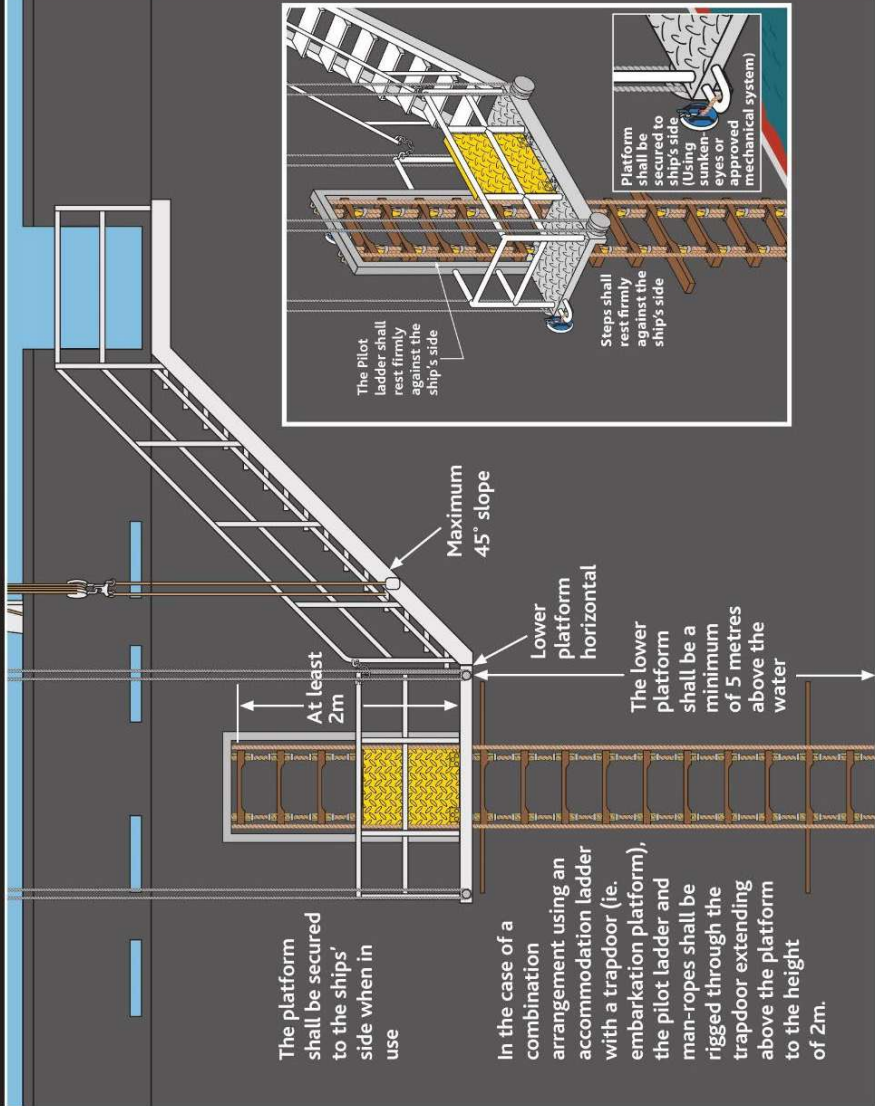 The platform
shall be secured
to the ships'
side when in
use
In the case of a
combination
arrangement using an
accommodation ladder
with a trapdoor (ie.
embarkation platform),
the pilot ladder and
man-ropes shall be
rigged through the
trapdoor extending
above the platform
to the height
of 2m.
At least
2m
Maximum
45° slope
Lower
platform
horizontal
The lower
platform
shall be a
minimum
of 5 metres
above the
water
The Pilot
ladder shall
rest firmly
against the
ship's side
Steps shall
rest firmly
against the
ship's side
Platform
shall be
secured to
ship's side
(Using
sunken-
eyes or
approved
mechanical system)